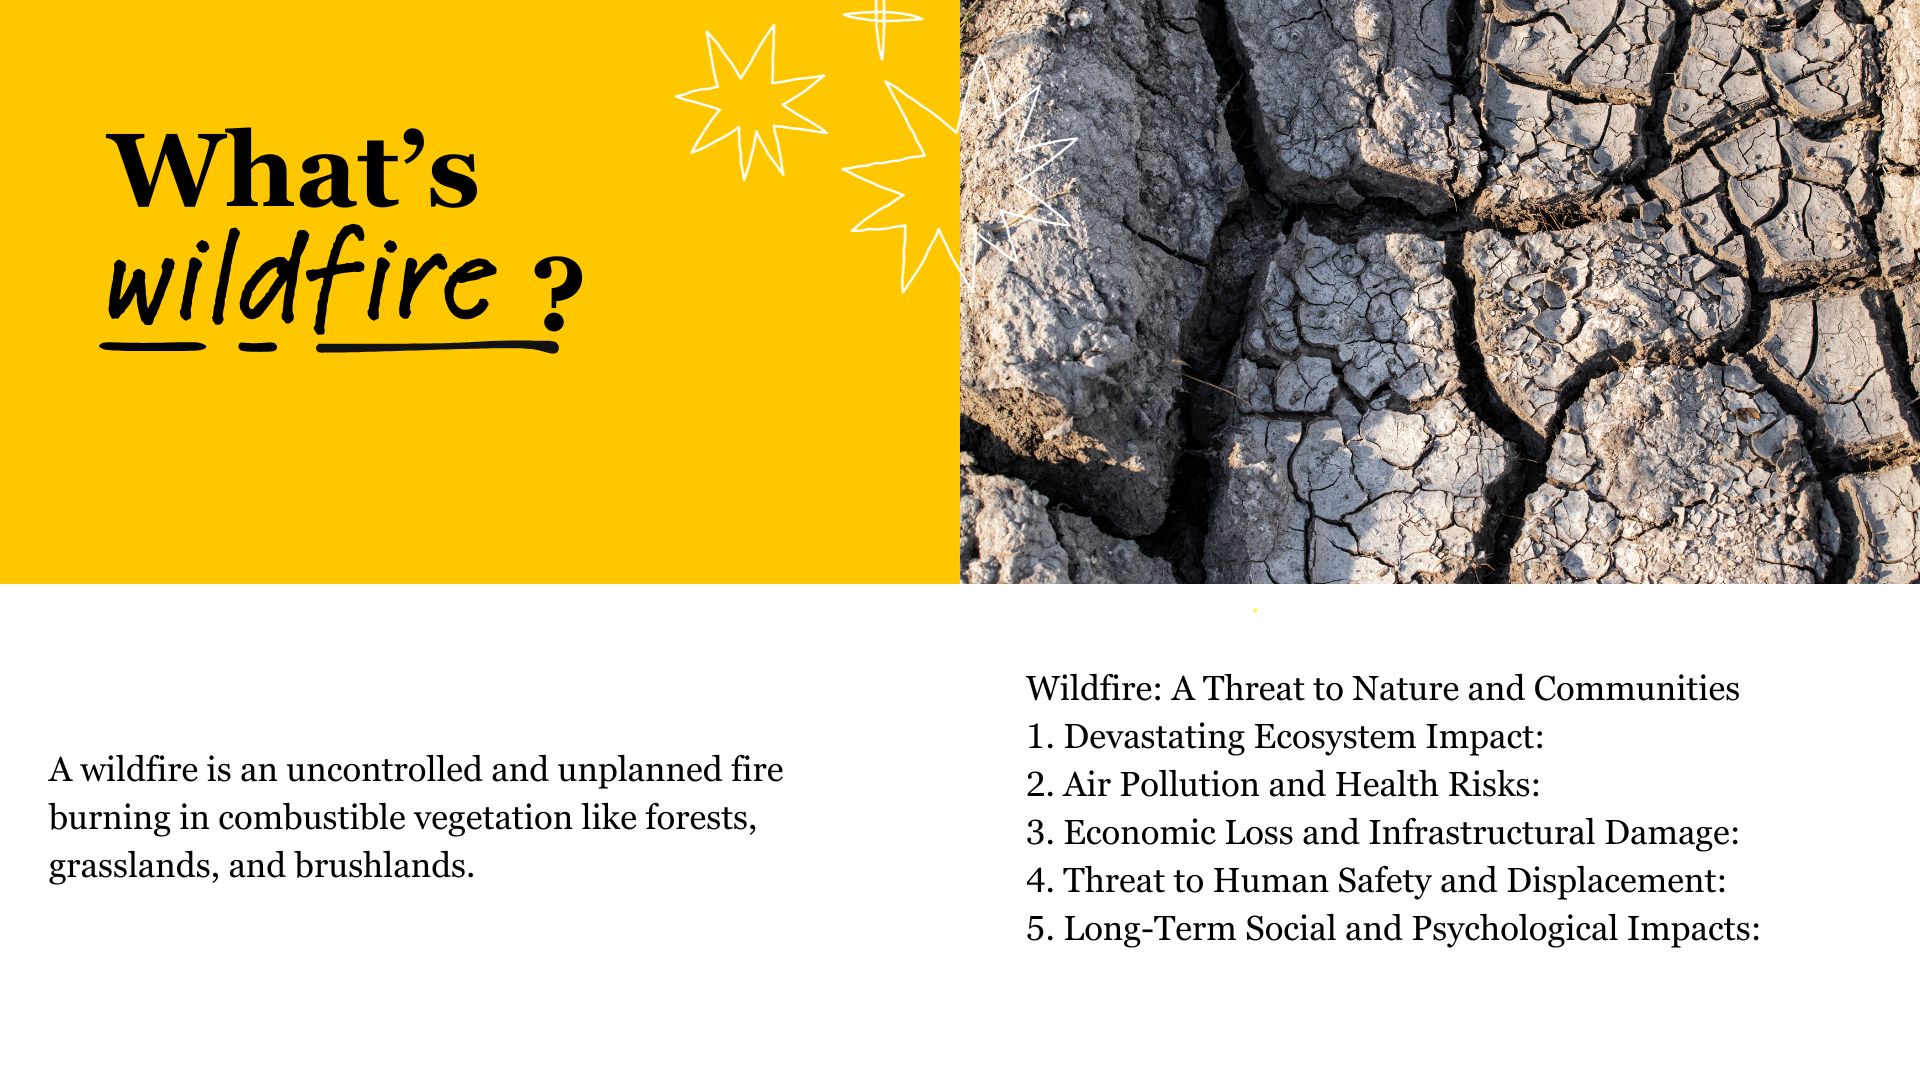 What’s
wildfire ?
A wildfire is an uncontrolled and unplanned fire
burning in combustible vegetation like forests,
grasslands, and brushlands.
Wildfire: A Threat to Nature and Communities
1. Devastating Ecosystem Impact:
2. Air Pollution and Health Risks:
3. Economic Loss and Infrastructural Damage:
4. Threat to Human Safety and Displacement:
5. Long-Term Social and Psychological Impacts: